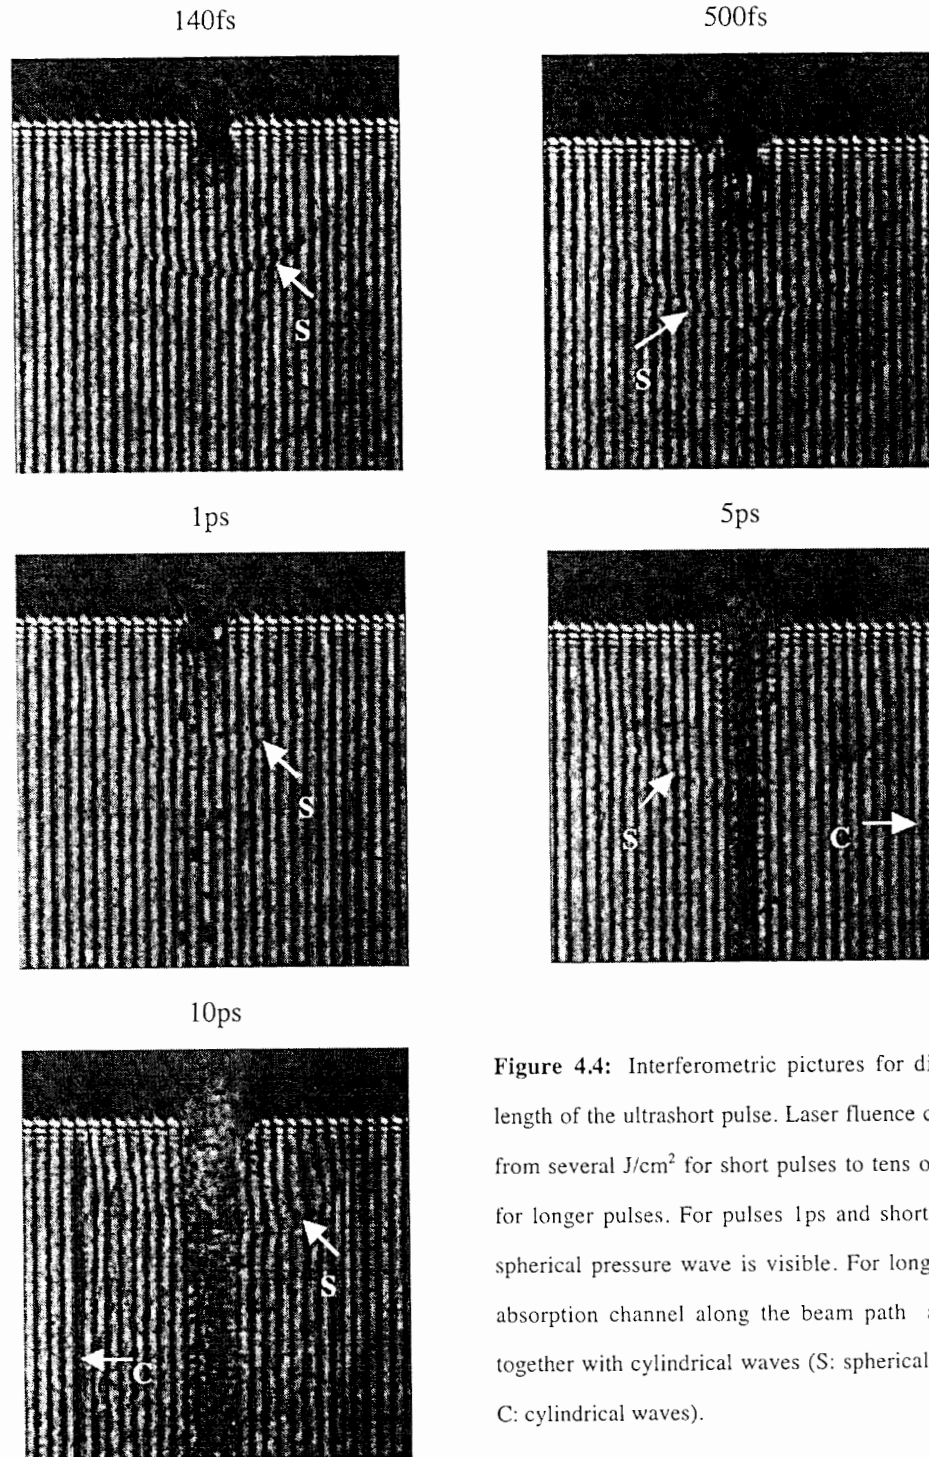 140fs
500fs
S
S
1ps
5ps
S
S
C
10ps
S
C
Figure 4.4: Interferometric pictures for
length of the ultrashort pulse. Laser fluence
from several J/cm² for short pulses to tens
for longer pulses. For pulses 1ps and
spherical pressure wave is visible. For
absorption channel along the beam path
together with cylindrical waves (S: spherical
C: cylindrical waves).